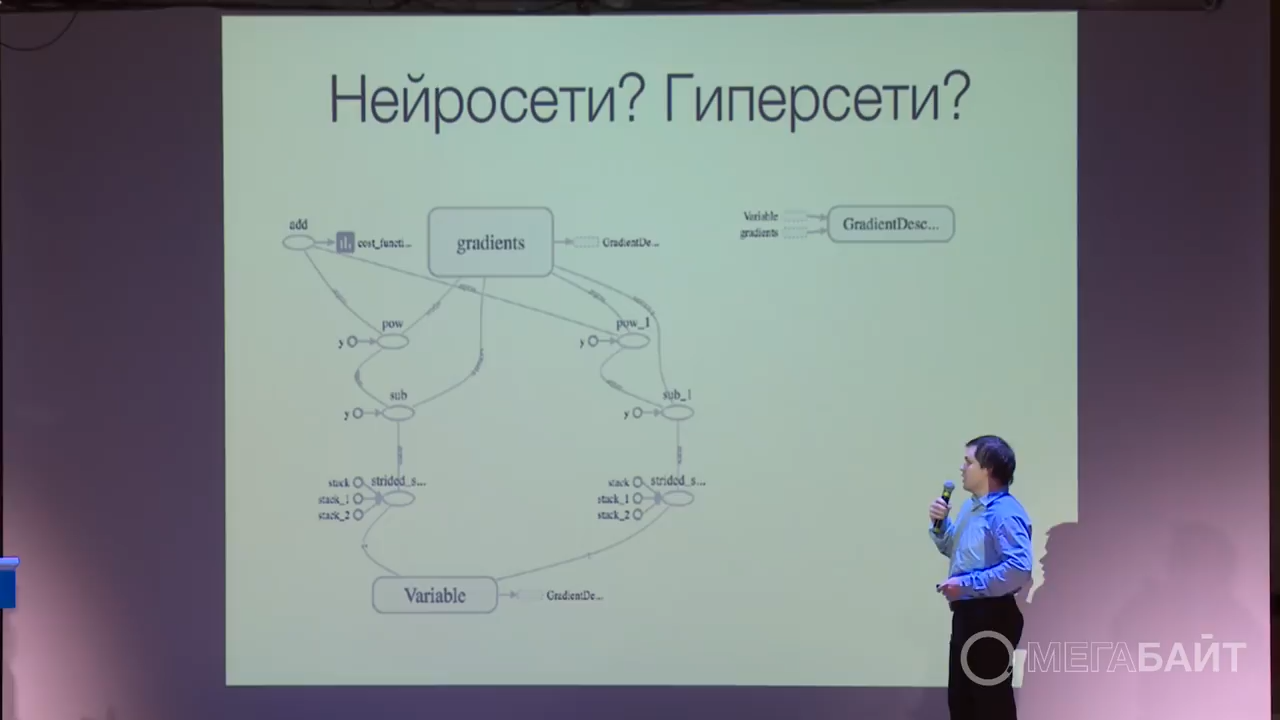 Нейросети? Гиперсети?
add
cost_functi...
gradients
GradientDe...
Variable
gradients
GradientDesc...
pow
y
pow_1
y
sub
y
sub_1
y
stack
strided_s...
stack_1
stack_2
stack
strided_s...
stack_1
stack_2
Variable
GradientDe...
ОМЕГАБАЙТ